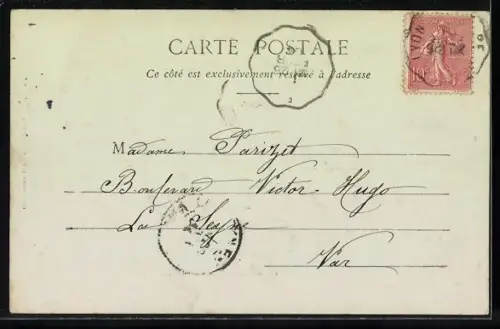 CARTE POSTALE
Ce côté est exclusivement réservé à l'adresse
Madame Parizet
Boulevard Victor-Hugo
La Seyne
Var